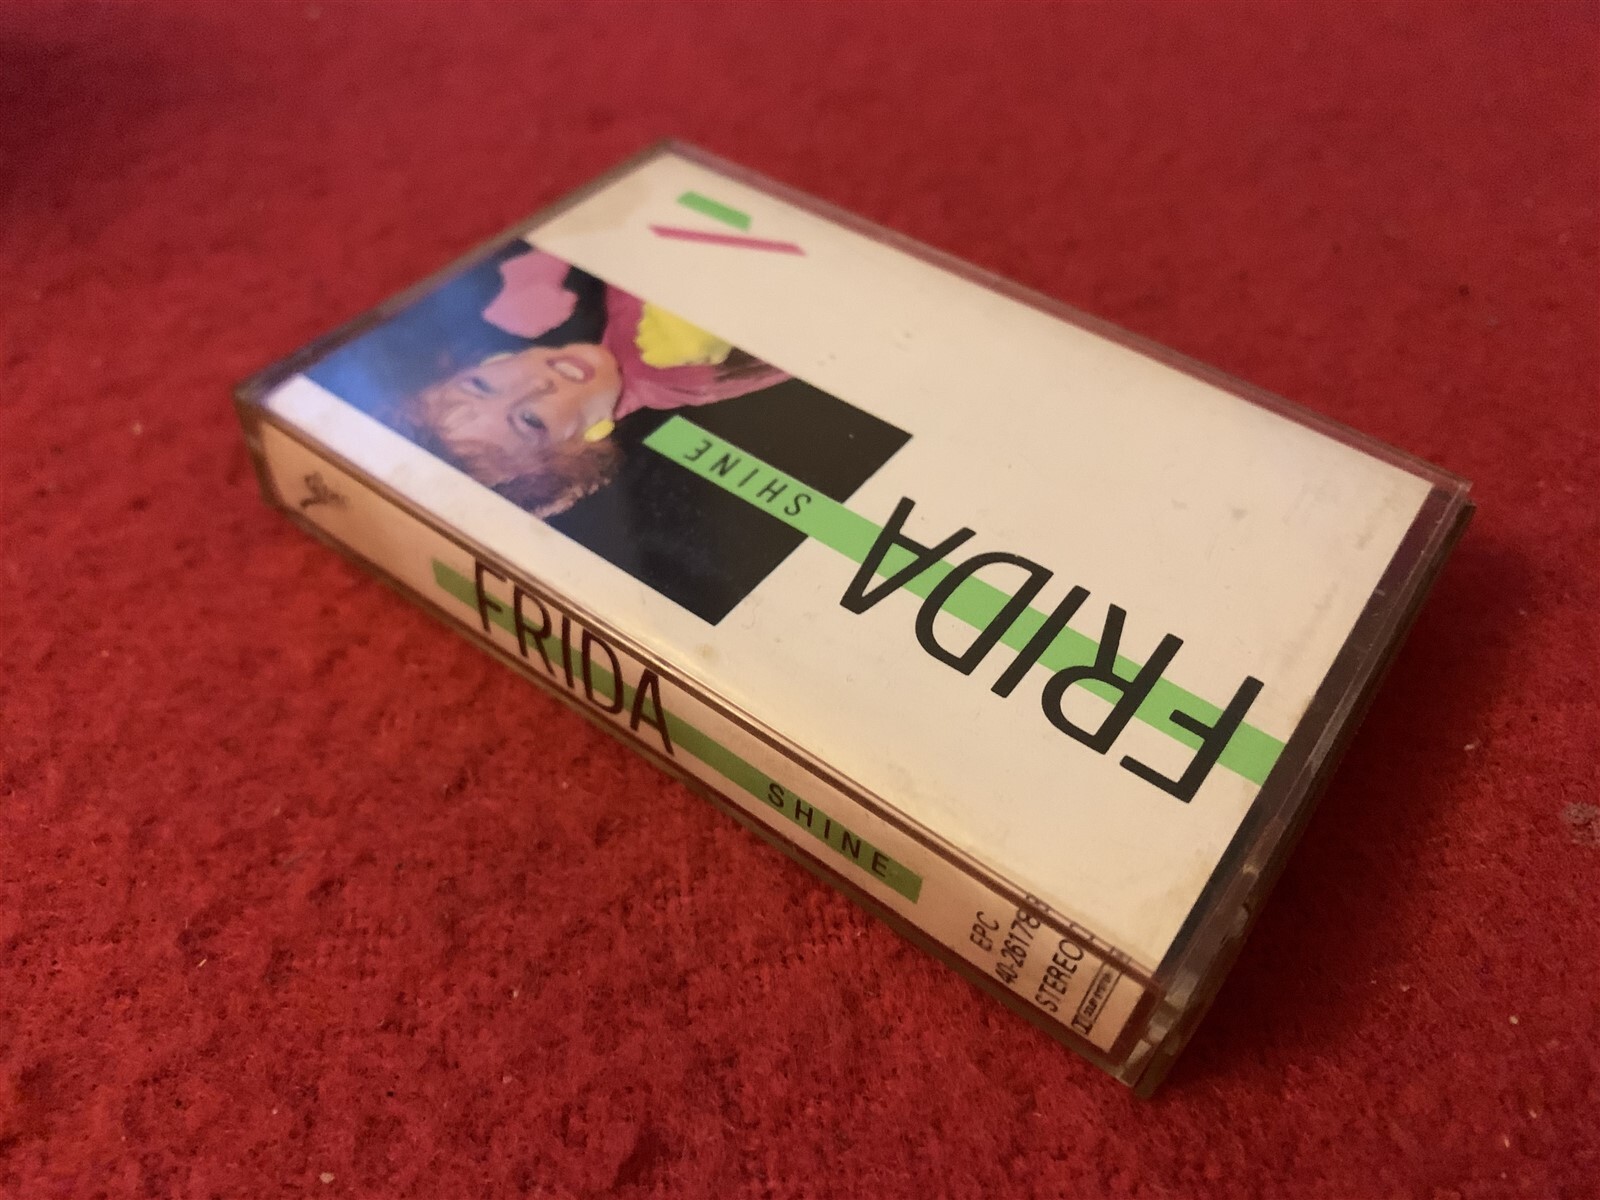 FRIDA
SHINE
FRIDA
SHINE
EPC
40-26178
STEREO